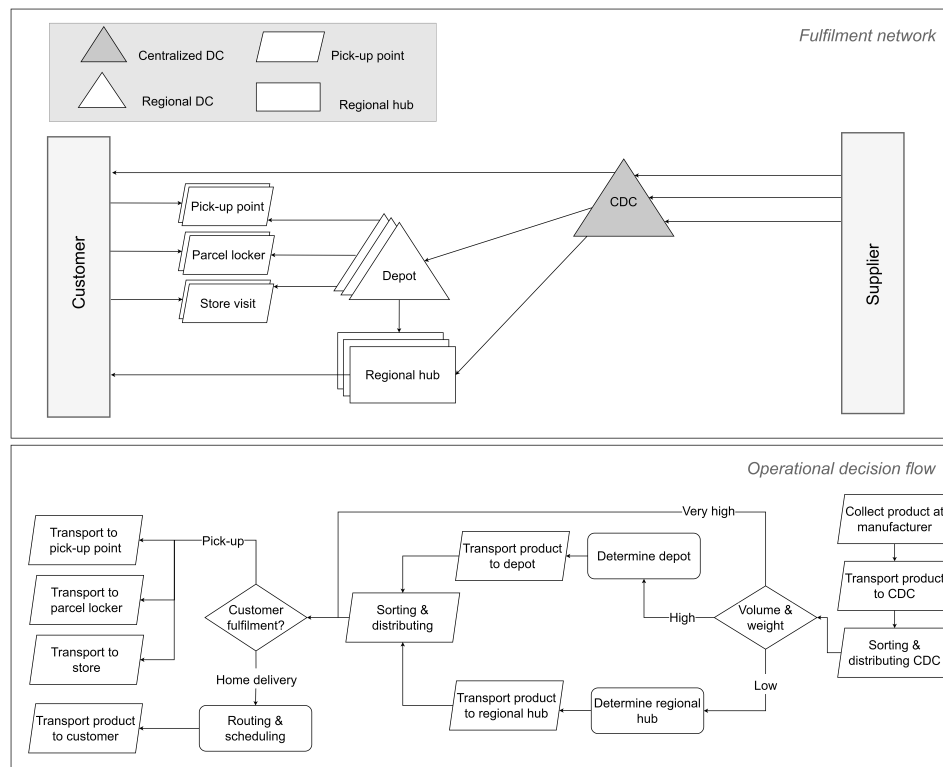 Fulfilment network
Centralized DC
Pick-up point
Regional DC
Regional hub
Customer
Pick-up point
Parcel locker
Store visit
Depot
Regional hub
CDC
Supplier
Operational decision flow
Transport to
pick-up point
Transport to
parcel locker
Transport to
store
Transport product
to customer
Pick-up
Customer
fulfilment?
Home delivery
Routing &
scheduling
Sorting &
distributing
Transport product
to depot
Determine depot
Transport product
to regional hub
Determine regional
hub
Very high
High
Low
Volume &
weight
Collect product at
manufacturer
Transport product
to CDC
Sorting &
distributing CDC